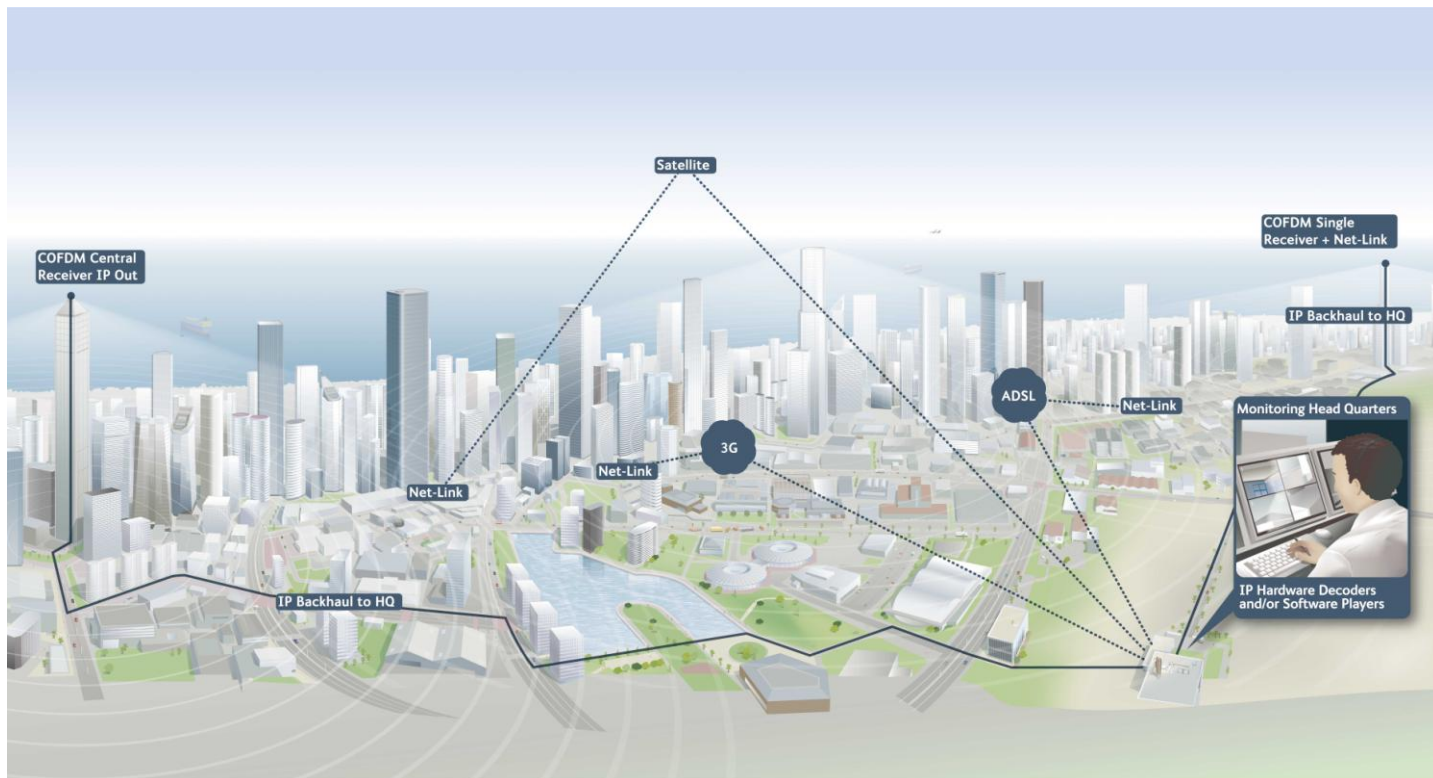 Satellite
COFDM Central
Receiver IP Out
COFDM Single
Receiver + Net-Link
IP Backhaul to HQ
ADSL
Net-Link
Monitoring Head Quarters
3G
Net-Link
Net-Link
IP Hardware Decoders
and/or Software Players
IP Backhaul to HQ